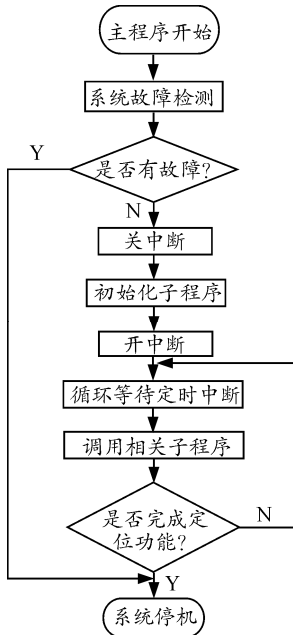 主程序开始
系统故障检测
Y
是否有故障?
N
关中断
初始化子程序
开中断
循环等待定时中断
调用相关子程序
是否完成定
位功能?
N
Y
系统停机